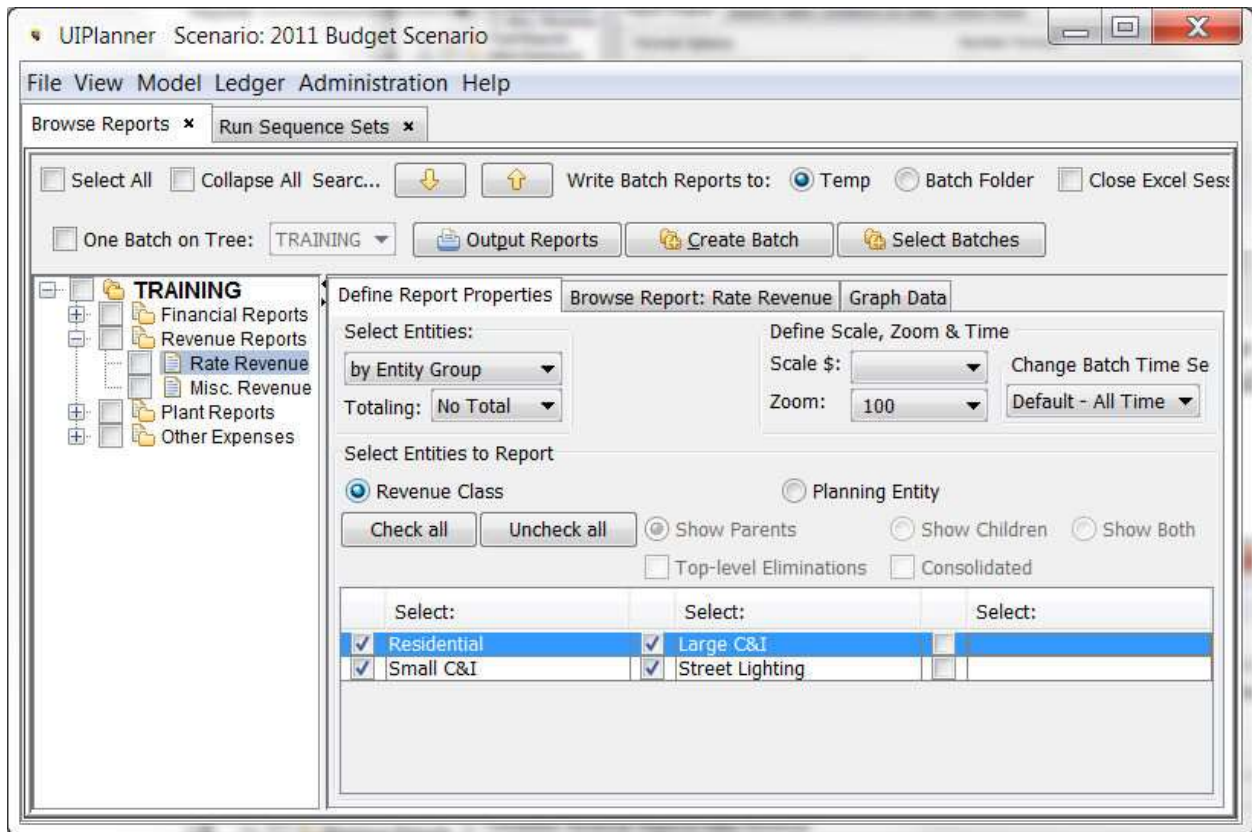 UIPlanner Scenario: 2011 Budget Scenario
File View Model Ledger Administration Help
Browse Reports Run Sequence Sets
Select All Collapse All Searc... Write Batch Reports to: Temp Batch Folder Close Excel Sess
One Batch on Tree: TRAINING Output Reports Create Batch Select Batches
TRAINING
Financial Reports
Revenue Reports
Rate Revenue
Misc. Revenue
Plant Reports
Other Expenses
Define Report Properties Browse Report: Rate Revenue Graph Data
Select Entities:
by Entity Group
Totaling: No Total
Define Scale, Zoom & Time
Scale $:
Zoom: 100
Change Batch Time Se
Default - All Time
Select Entities to Report
Revenue Class Planning Entity
Check all Uncheck all Show Parents Show Children Show Both
Top-level Eliminations Consolidated
Select: Select: Select:
Residential Large C&I
Small C&I Street Lighting